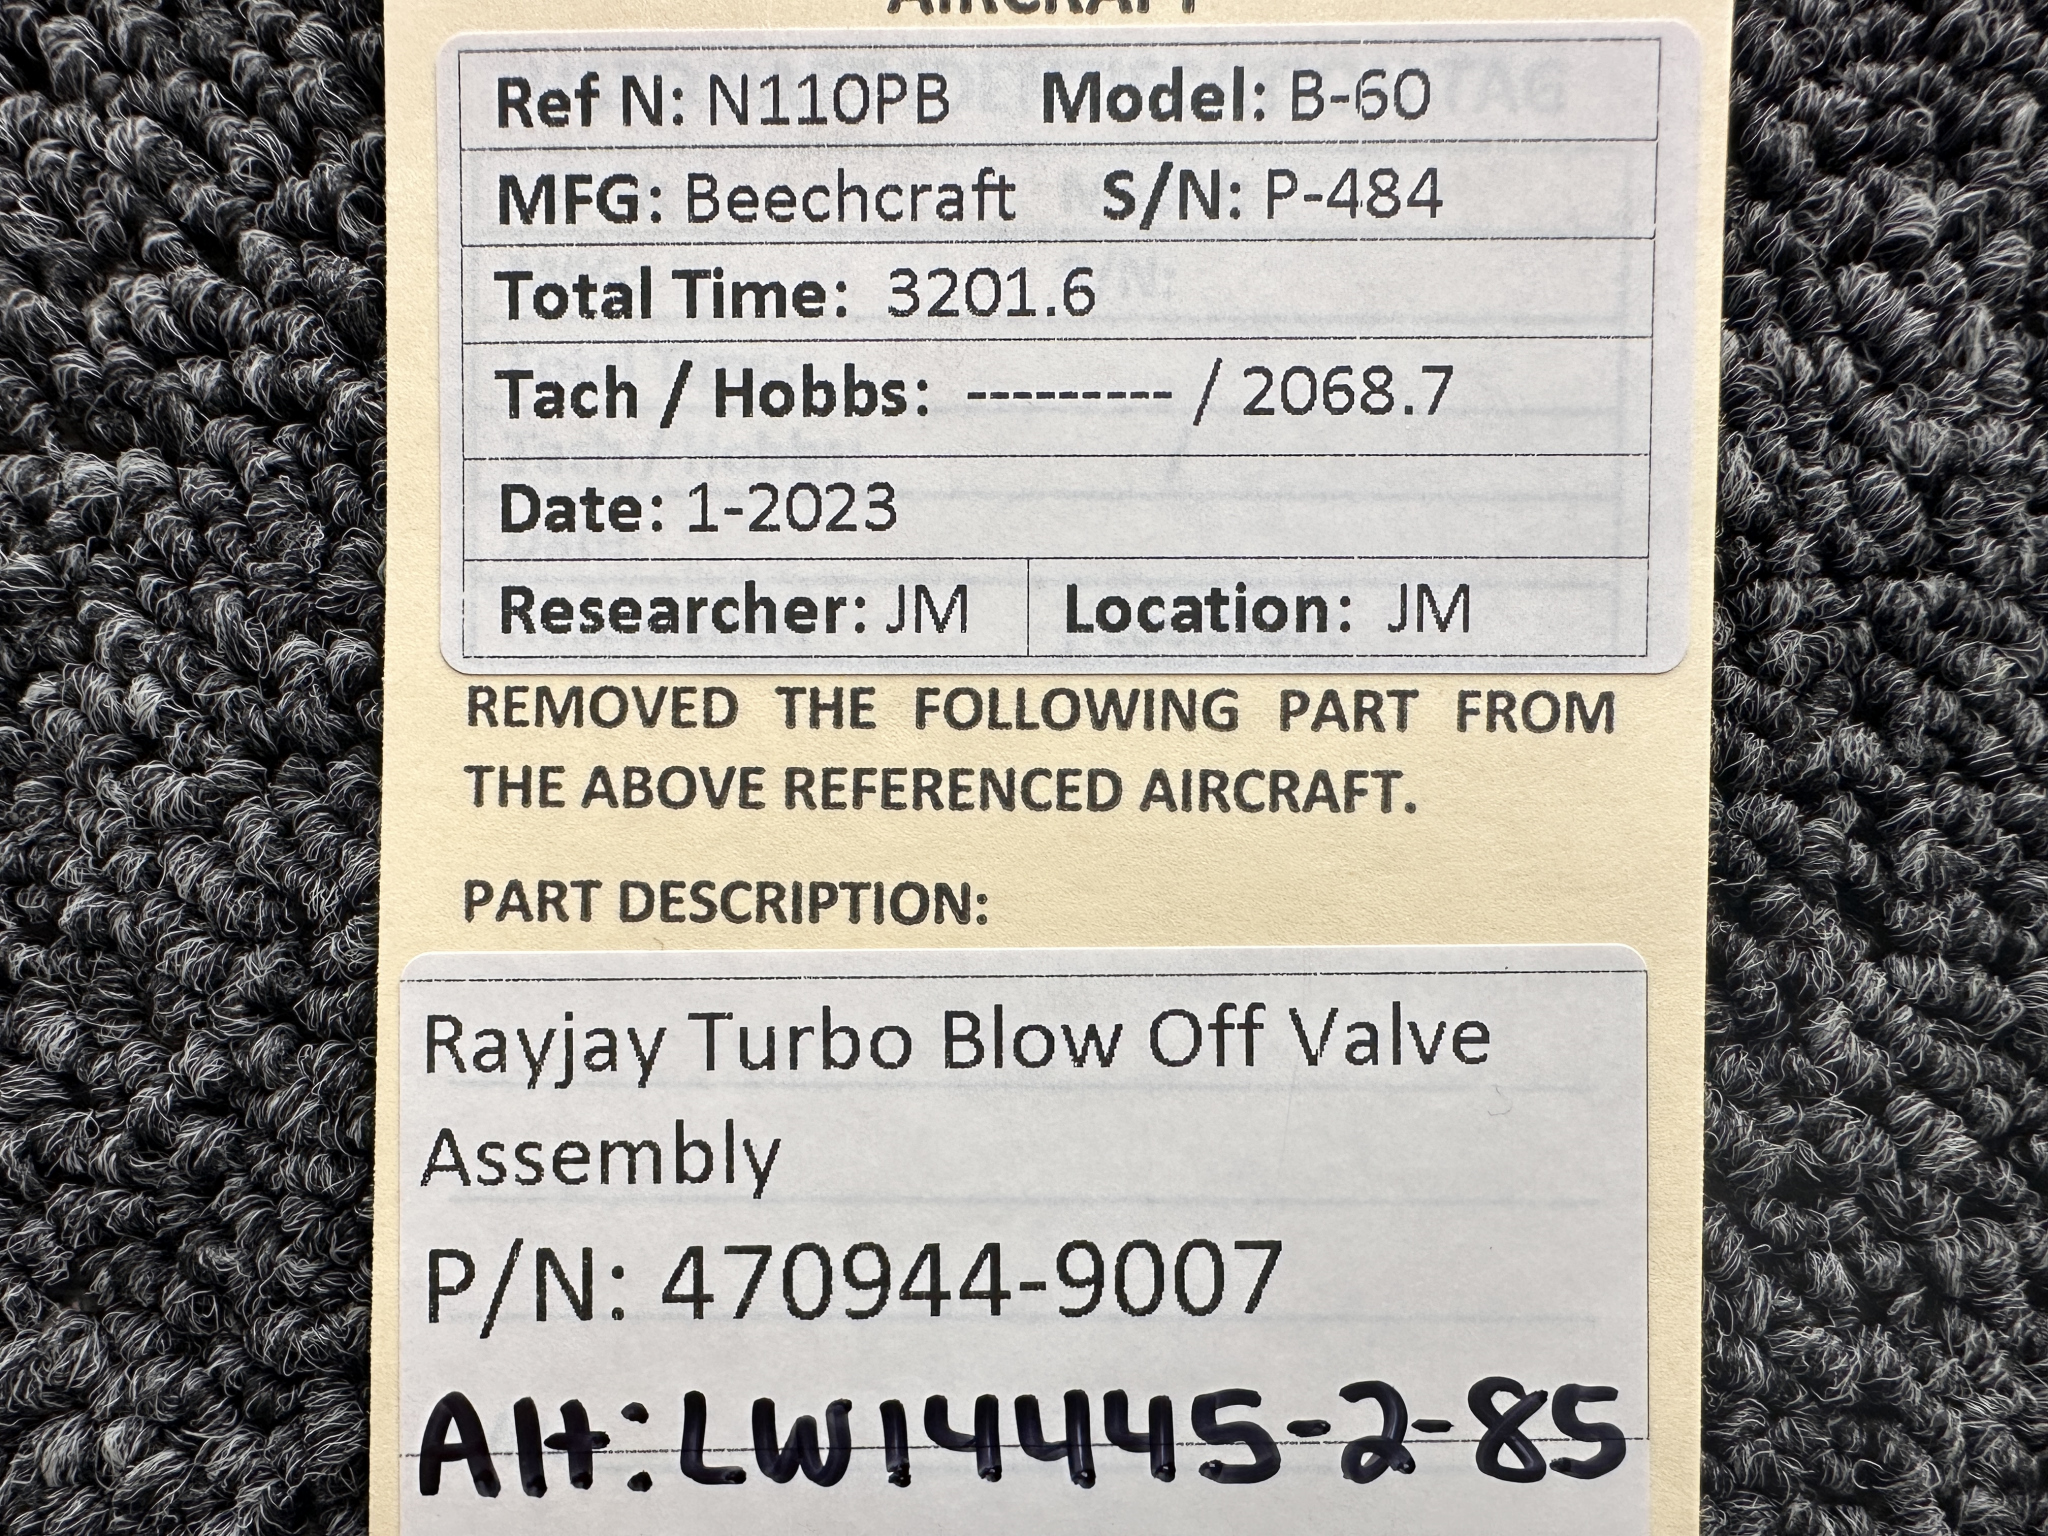 AIRCRAFT
Ref N: N110PB Model: B-60
MFG: Beechcraft S/N: P-484
Total Time: 3201.6
Tach / Hobbs: --------- / 2068.7
Date: 1-2023
Researcher: JM Location: JM
REMOVED THE FOLLOWING PART FROM
THE ABOVE REFERENCED AIRCRAFT.
PART DESCRIPTION:
Rayjay Turbo Blow Off Valve
Assembly
P/N: 470944-9007
Alt: LW14445-2-85